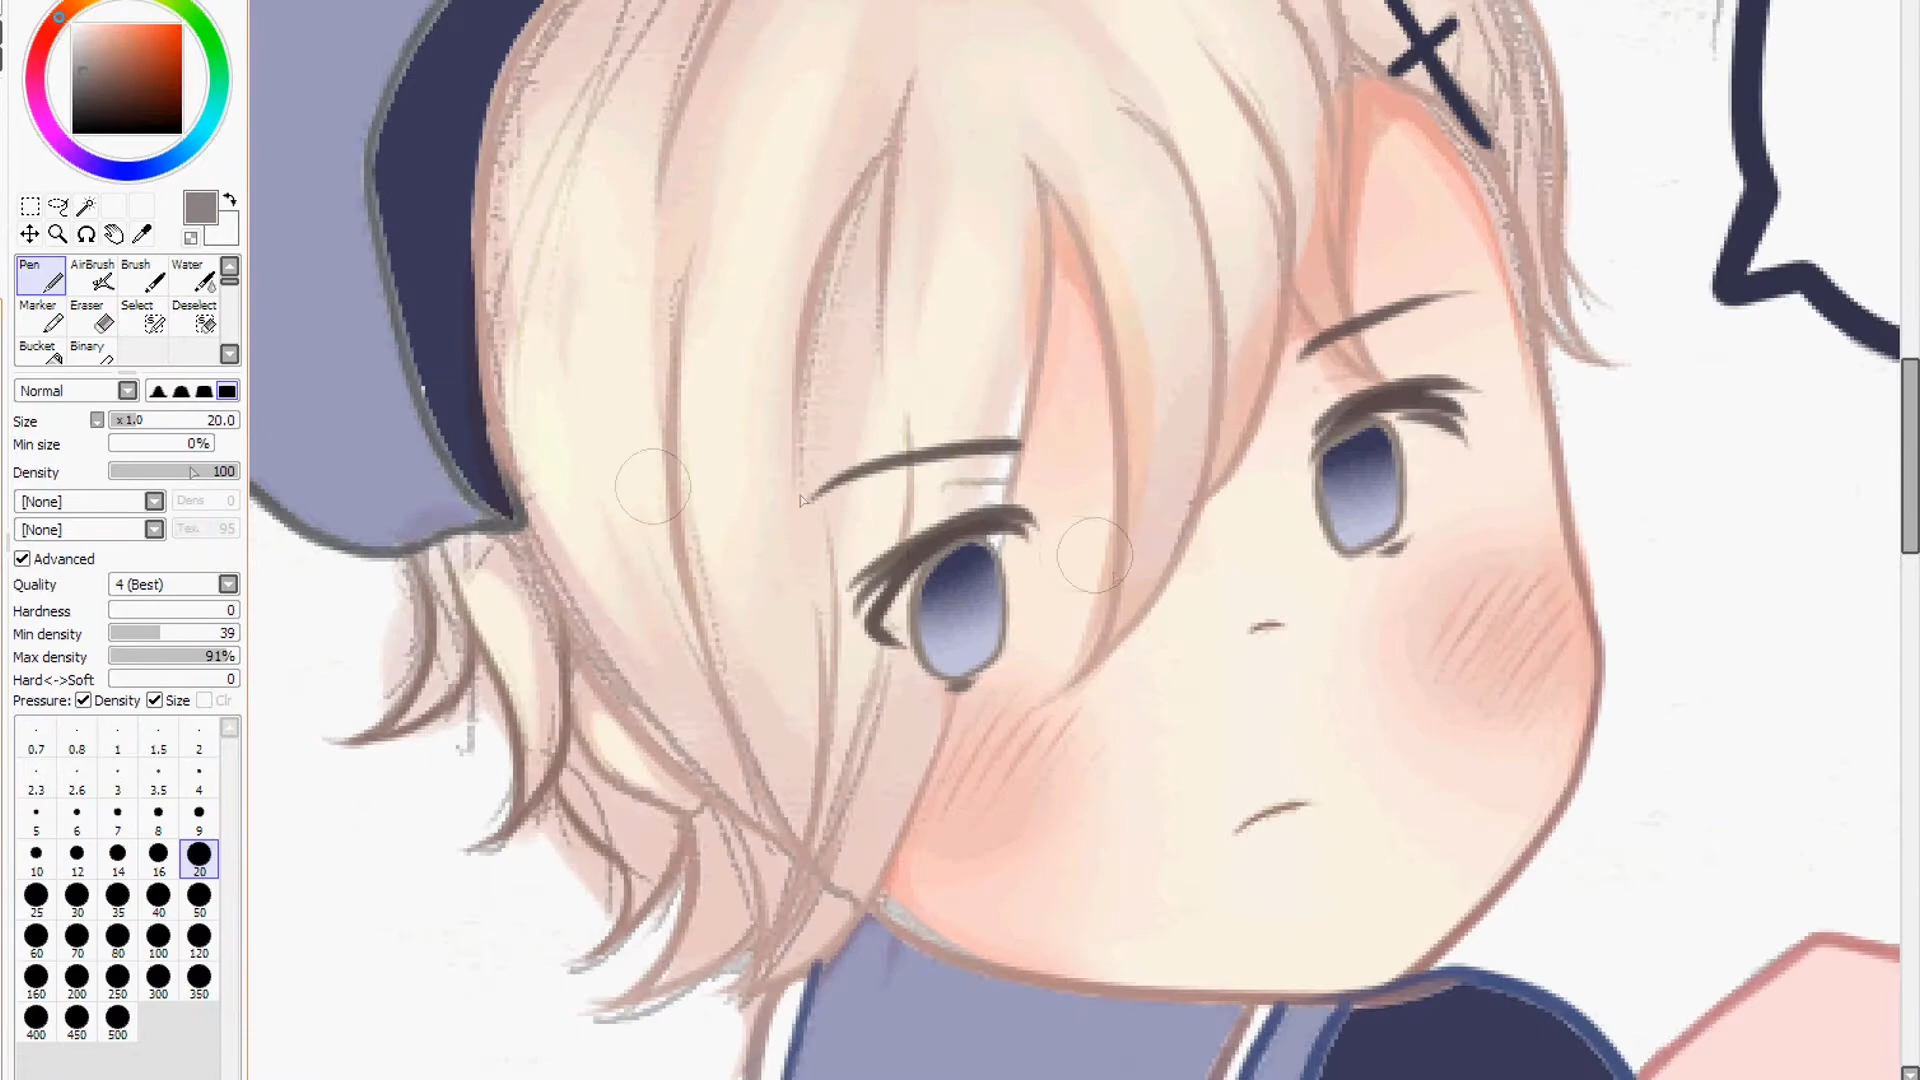 Pen AirBrush Brush Water
Marker Eraser Select Deselect
Bucket Binary
Normal
Size x 1.0 20.0
Min size 0%
Density 100
[None] Dens 0
[None] Tex 95
Advanced
Quality 4 (Best)
Hardness 0
Min density 39
Max density 91%
Hard<->Soft 0
Pressure: Density Size Clr
0.7 0.8 1 1.5 2
2.3 2.6 3 3.5 4
5 6 7 8 9
10 12 14 16 20
25 30 35 40 50
60 70 80 100 120
160 200 250 300 350
400 450 500